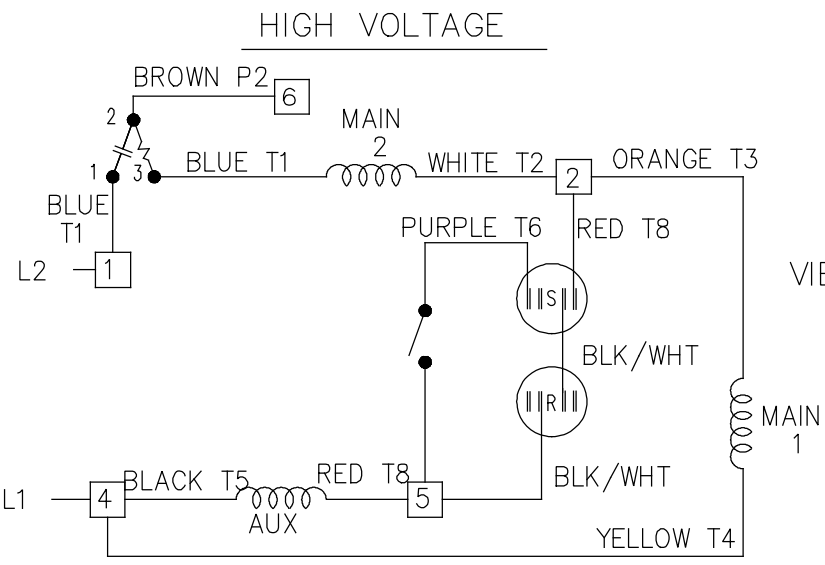 HIGH VOLTAGE
BROWN P2
6
2
MAIN
2
1
3
BLUE T1
WHITE T2
2
ORANGE T3
BLUE
T1
PURPLE T6
RED T8
L2
1
VIE
S
BLK/WHT
R
MAIN
1
L1
4
BLACK T5
RED T8
5
BLK/WHT
AUX
YELLOW T4